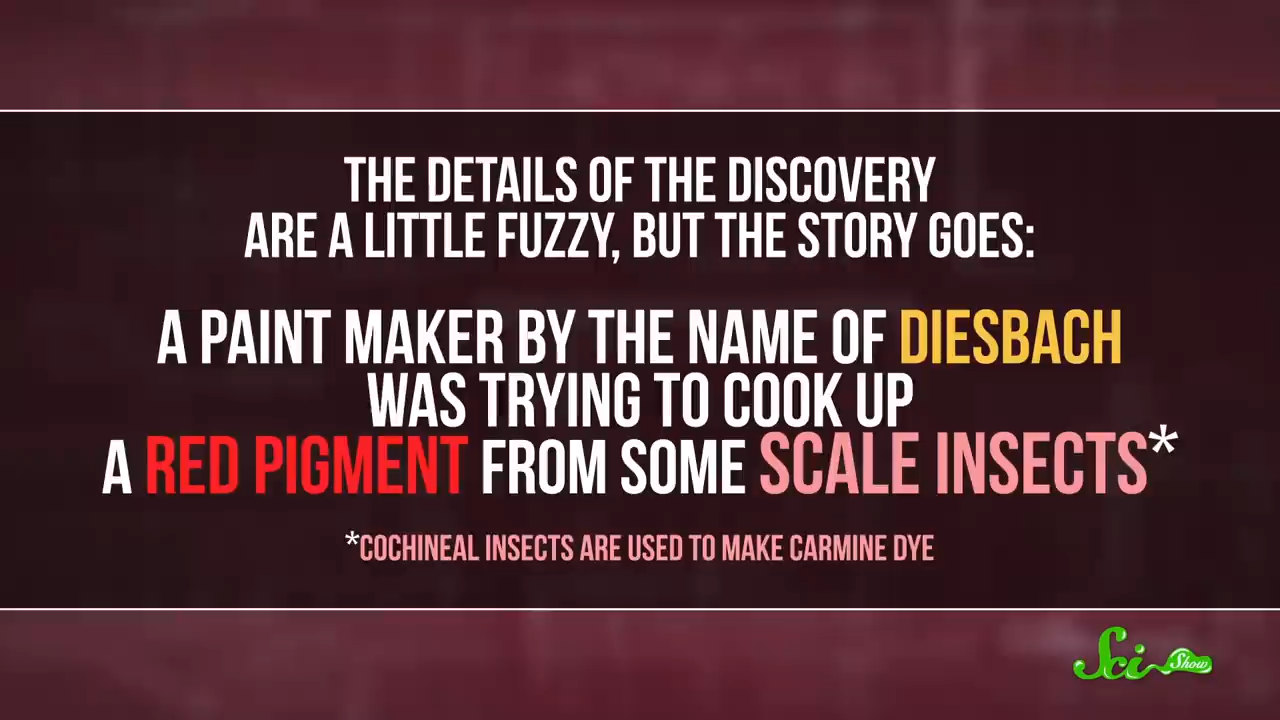 THE DETAILS OF THE DISCOVERY
ARE A LITTLE FUZZY, BUT THE STORY GOES:
A PAINT MAKER BY THE NAME OF DIESBACH
WAS TRYING TO COOK UP
A RED PIGMENT FROM SOME SCALE INSECTS*
*COCHINEAL INSECTS ARE USED TO MAKE CARMINE DYE
Sci Show